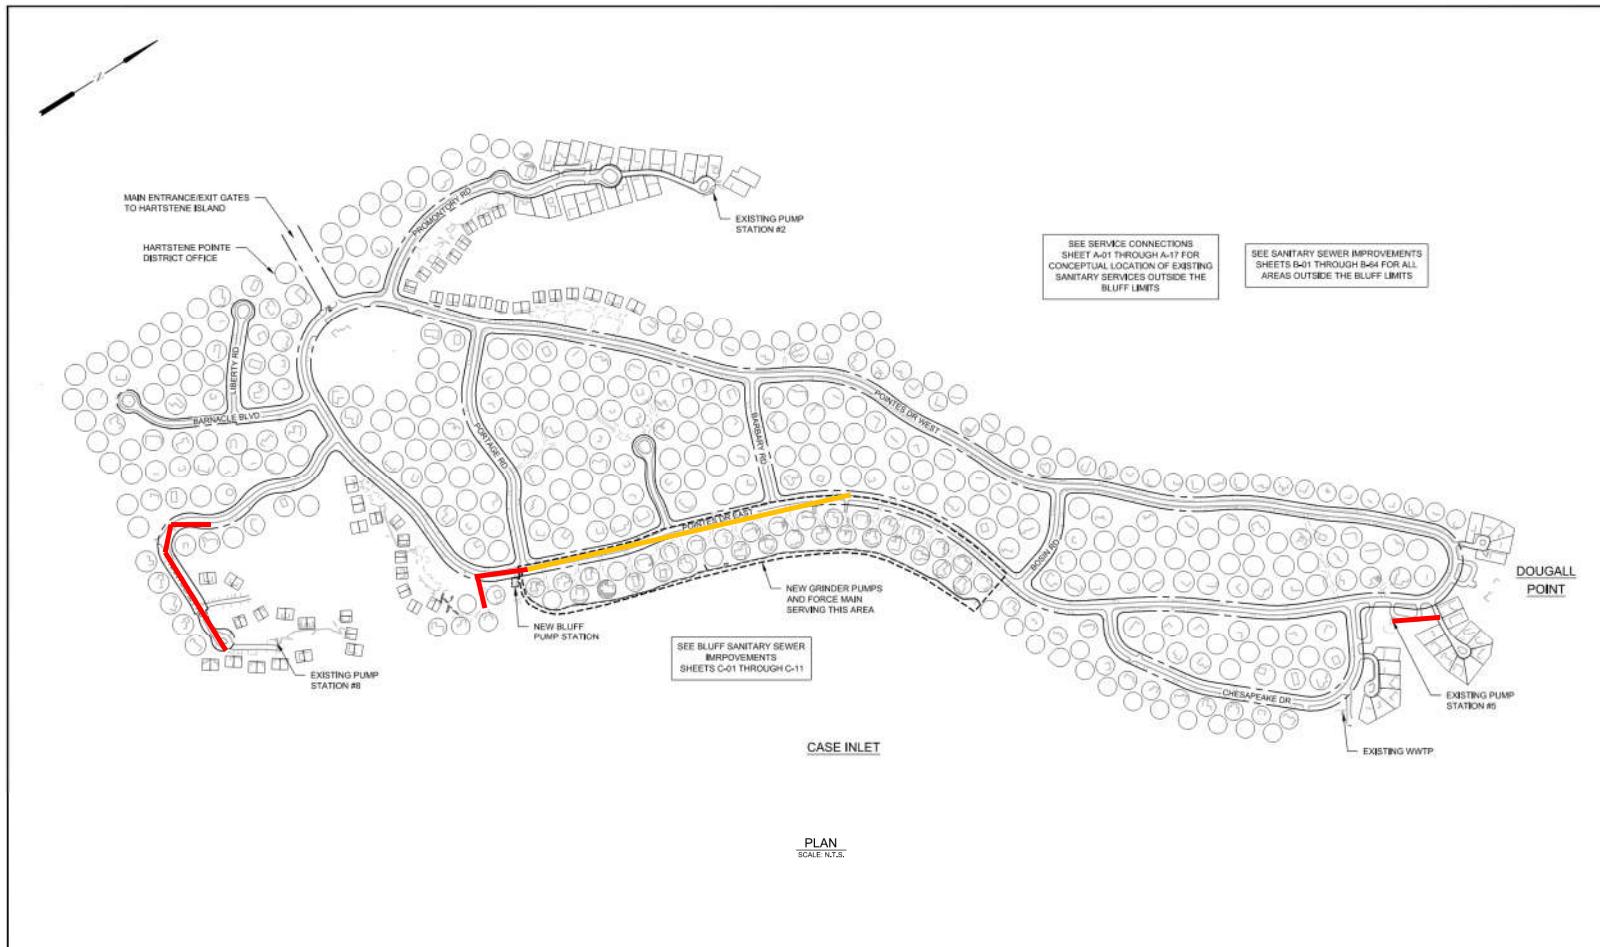 Z
MAIN ENTRANCE/EXIT GATES
TO HARTSTENE ISLAND
HARTSTENE POINTE
DISTRICT OFFICE
PROMONTORY RD
EXISTING PUMP
STATION #2
SEE SERVICE CONNECTIONS
SHEET A-01 THROUGH A-17 FOR
CONCEPTUAL LOCATION OF EXISTING
SANITARY SERVICES OUTSIDE THE
BLUFF LIMITS
SEE SANITARY SEWER IMPROVEMENTS
SHEETS B-01 THROUGH B-64 FOR ALL
AREAS OUTSIDE THE BLUFF LIMITS
LIBERTY RD
BARNACLE BLVD
PORTAGE RD
BARBARY RD
POINTES DR WEST
POINTES DR EAST
BOSIN RD
NEW GRINDER PUMPS
AND FORCE MAIN
SERVING THIS AREA
NEW BLUFF
PUMP STATION
DOUGALL
POINT
SEE BLUFF SANITARY SEWER
IMRPOVEMENTS
SHEETS C-01 THROUGH C-11
EXISTING PUMP
STATION #8
CHESAPEAKE DR
EXISTING PUMP
STATION #5
EXISTING WWTP
CASE INLET
PLAN
SCALE: N.T.S.